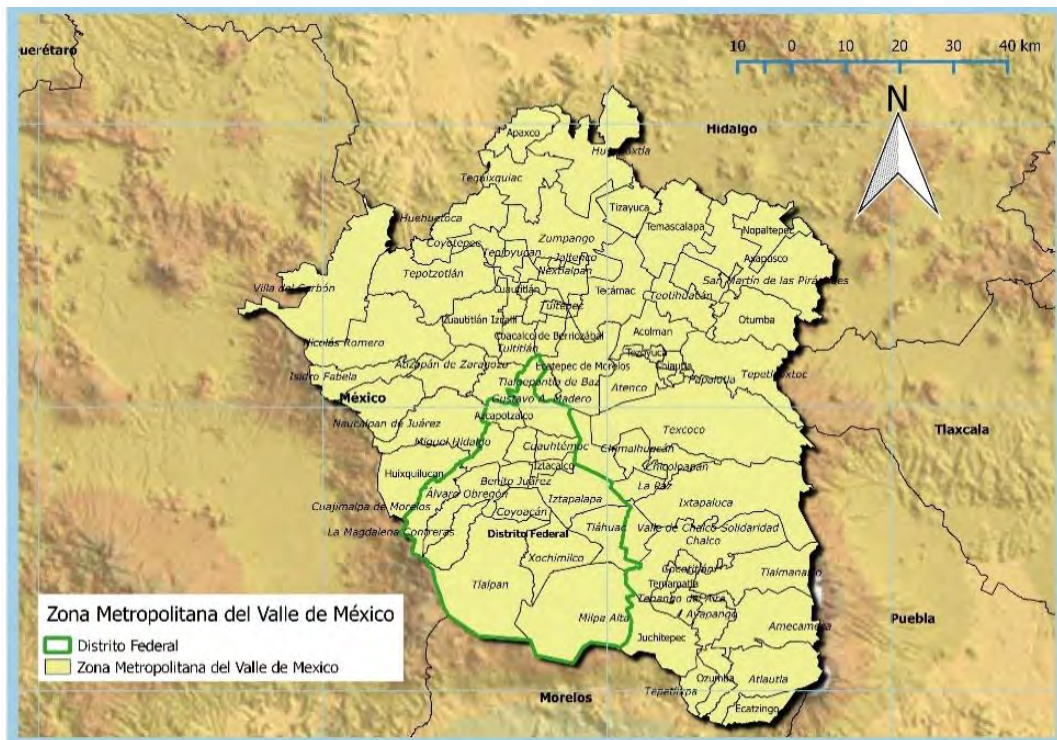 uerétaro
10 0 10 20 30 40 km
N
Hidalgo
Apaxco
Tequixquiac
Tizayuca
Huehuetoca
Temascalapa
Nopaltepec
Coyotepec
Zumpango
Teoloyucan
Jaltenco
Axapusco
Tepotzotlán
Nextlalpan
San Martín de las Pirámides
Villa del Carbón
Cuautitlán
Tecámac
Teotihuacán
Tultepec
Cuautitlán Izcalli
Otumba
Coacalco de Berriozábal
Acolman
Nicolás Romero
Tultitlán
Tezoyuca
Atizapán de Zaragoza
Ecatepec de Morelos
Isidro Fabela
Papalotla
Tepetlaoxtoc
Tlalnepantla de Baz
Atenco
México
Gustavo A. Madero
Azcapotzalco
Naucalpan de Juárez
Texcoco
Tlaxcala
Miguel Hidalgo
Cuauhtémoc
Chimalhuacán
Iztacalco
Chicoloapan
Huixquilucan
Benito Juárez
La Paz
Álvaro Obregón
Iztapalapa
Ixtapaluca
Cuajimalpa de Morelos
Coyoacán
La Magdalena Contreras
Distrito Federal
Tláhuac
Valle de Chalco Solidaridad
Chalco
Xochimilco
Cocotitlán
Tlalmanalco
Tlalpan
Temamatla
Tenango del Aire
Milpa Alta
Ayapango
Amecameca
Puebla
Juchitepec
Ozumba
Atlautla
Tepetlixpa
Morelos
Ecatzingo
Zona Metropolitana del Valle de México
Distrito Federal
Zona Metropolitana del Valle de Mexico